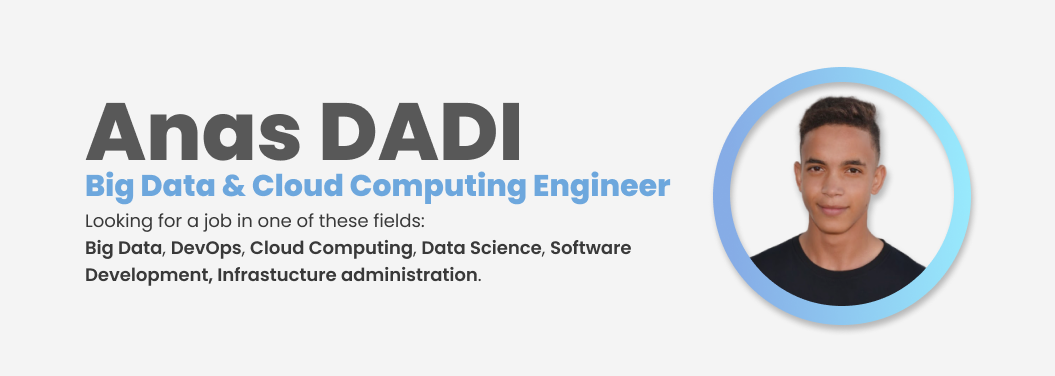 Anas DADI
Big Data & Cloud Computing Engineer
Looking for a job in one of these fields:
Big Data, DevOps, Cloud Computing, Data Science, Software
Development, Infrastucture administration.